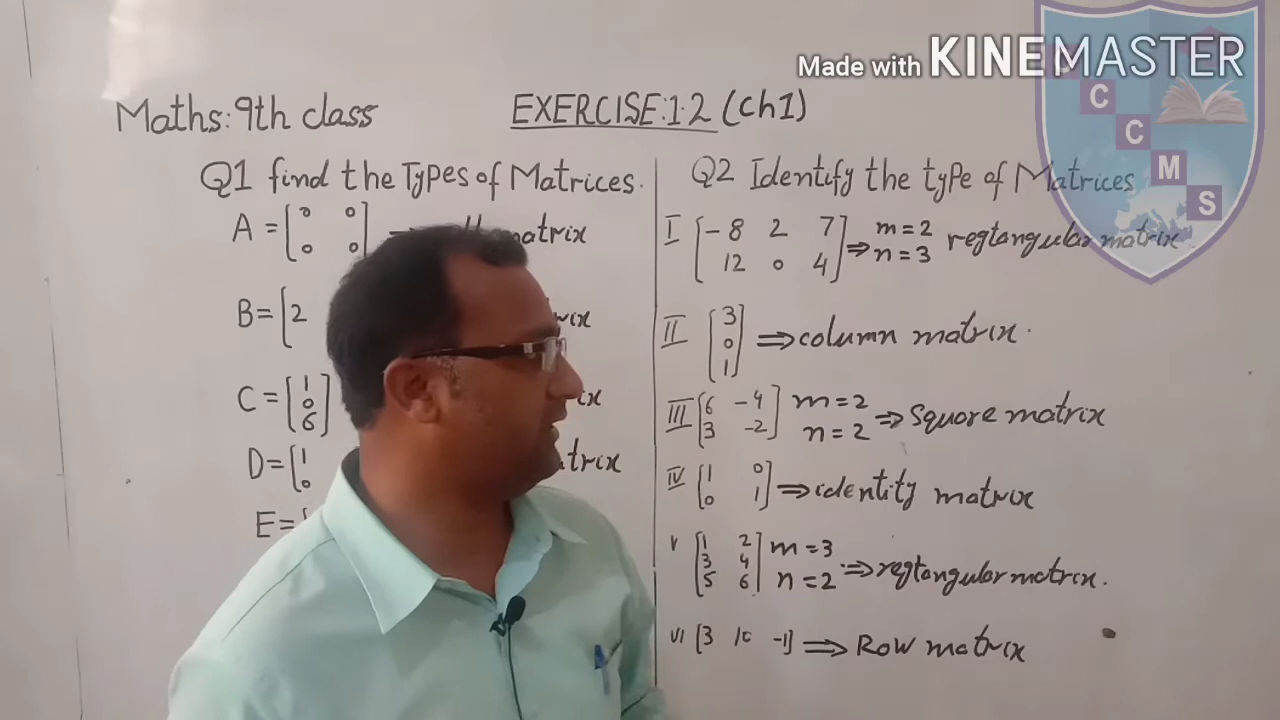 Made with KINEMASTER
C
C
M
S
Maths: 9th class
EXERCISE:1.2 (Ch1)
Q1 find the Types of Matrices.
A = [0 0
0 0] matrix
B = [2
C = [1
0
6]
D = [1
0
E = [
Q2 Identify the type of Matrices
I [-8 2 7
12 0 4] ⇒ m=2
n=3 regtangular matrix.
II [3
0
1] ⇒ column matrix.
III [6 -4
3 -2] m=2
n=2 ⇒ Square matrix
IV [1 0
0 1] ⇒ identity matrix
V [1 2
3 4
5 6] m=3
n=2 ⇒ regtangular matrix.
VI [3 10 -1] ⇒ Row matrix